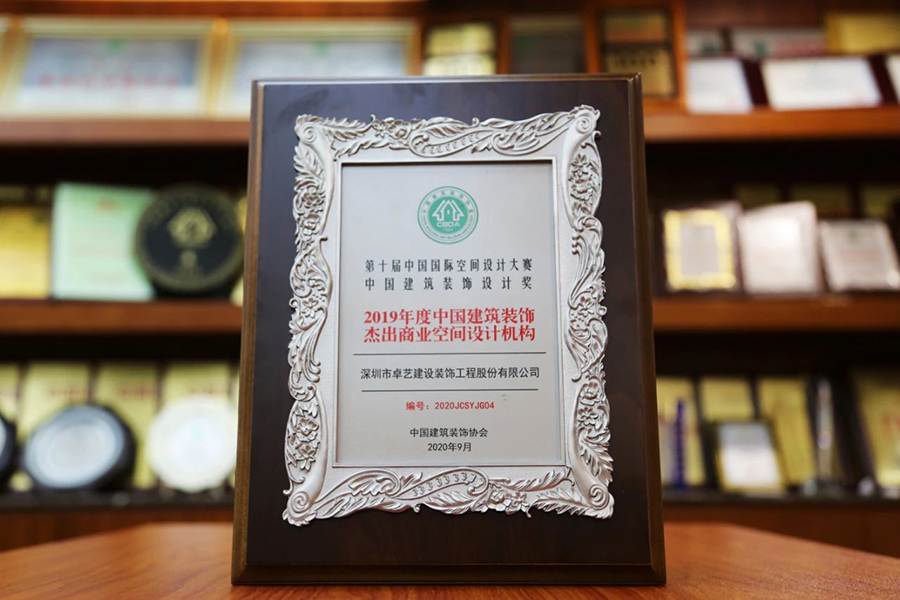 CBDA
第十届中国国际空间设计大赛
中国建筑装饰设计奖
2019年度中国建筑装饰
杰出商业空间设计机构
深圳市卓艺建设装饰工程股份有限公司
编号：2020JCSYJG04
中国建筑装饰协会
2020年9月